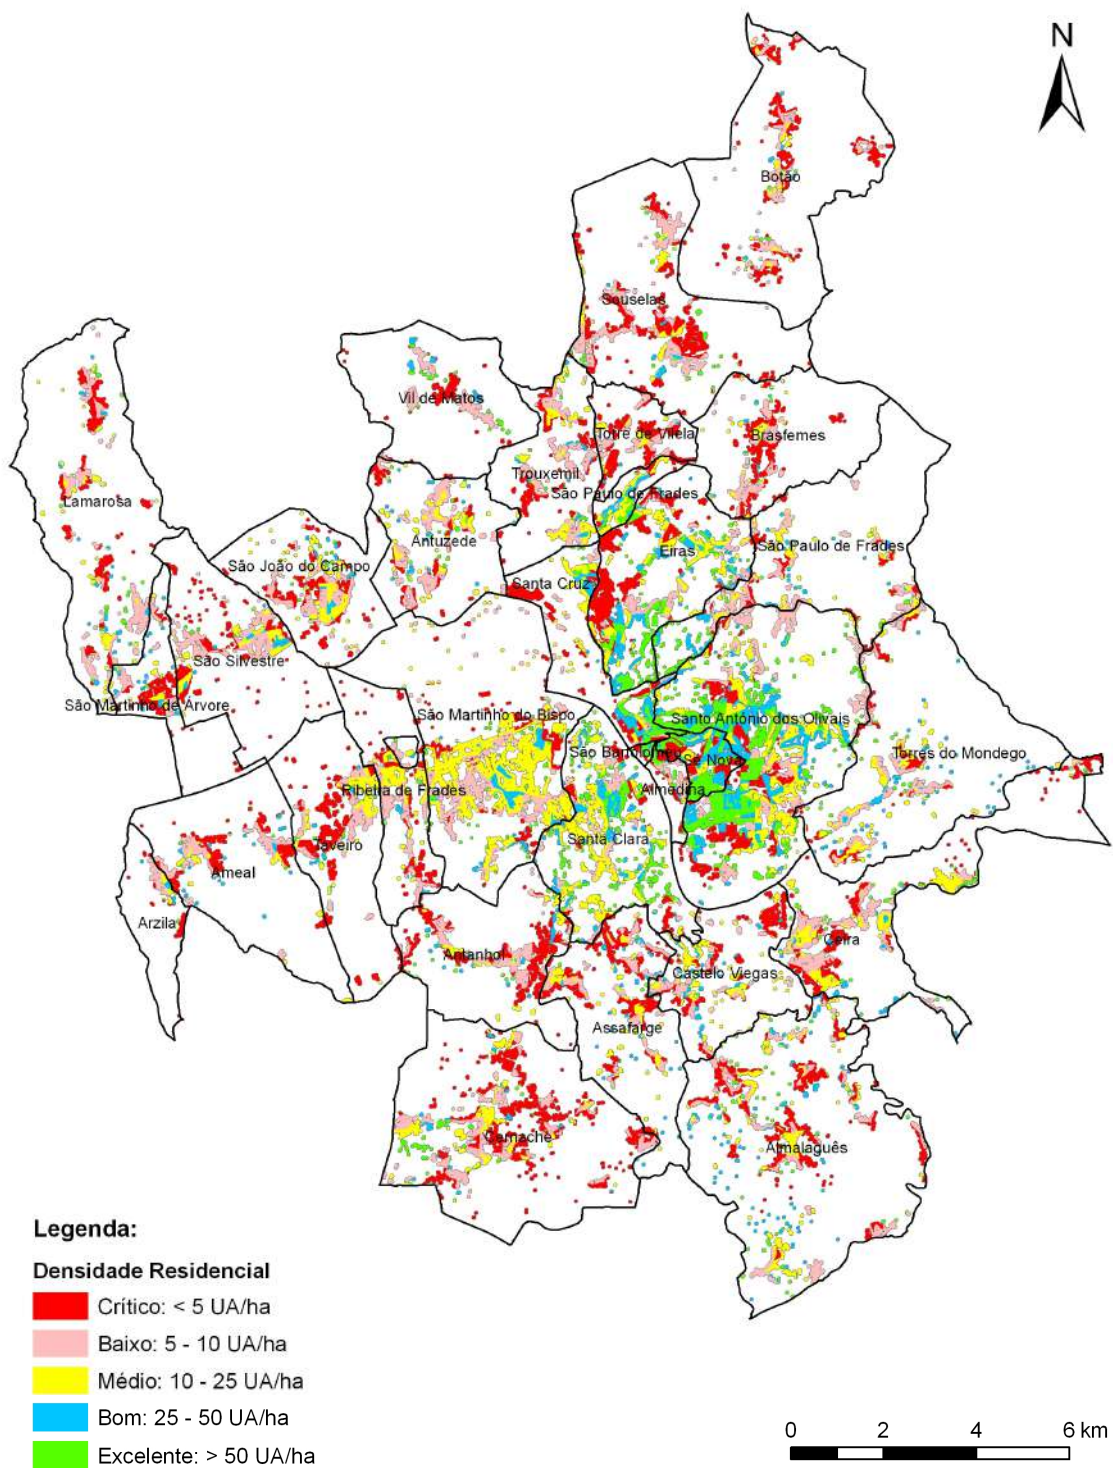 N
Botão
Souselas
Vil de Matos
Torre de Vilela
Brasfemes
Trouxemil
Lamarosa
São Paulo de Frades
Antuzede
Eiras
São Paulo de Frades
São João do Campo
Santa Cruz
São Silvestre
São Martinho de Arvore
São Martinho do Bispo
Santo António dos Olivais
São Bartolomeu
Sé Nova
Torres do Mondego
Ribeira de Frades
Almedina
Santa Clara
Taveiro
Ameal
Arzila
Ceira
Antanhol
Castelo Viegas
Assafarge
Cernache
Almalaguês
Legenda:
Densidade Residencial
Crítico: < 5 UA/ha
Baixo: 5 - 10 UA/ha
Médio: 10 - 25 UA/ha
Bom: 25 - 50 UA/ha
Excelente: > 50 UA/ha
0 2 4 6 km